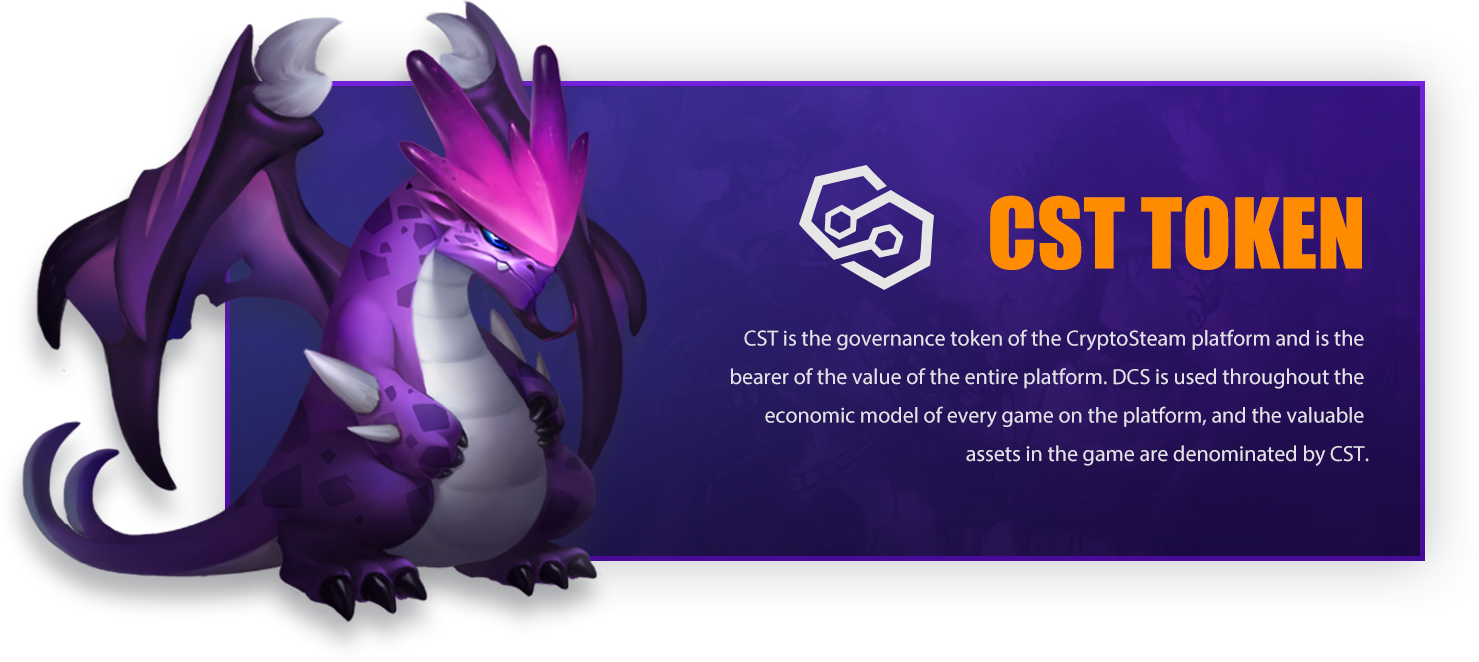 CST TOKEN
CST is the governance token of the CryptoSteam platform and is the
bearer of the value of the entire platform. DCS is used throughout the
economic model of every game on the platform, and the valuable
assets in the game are denominated by CST.